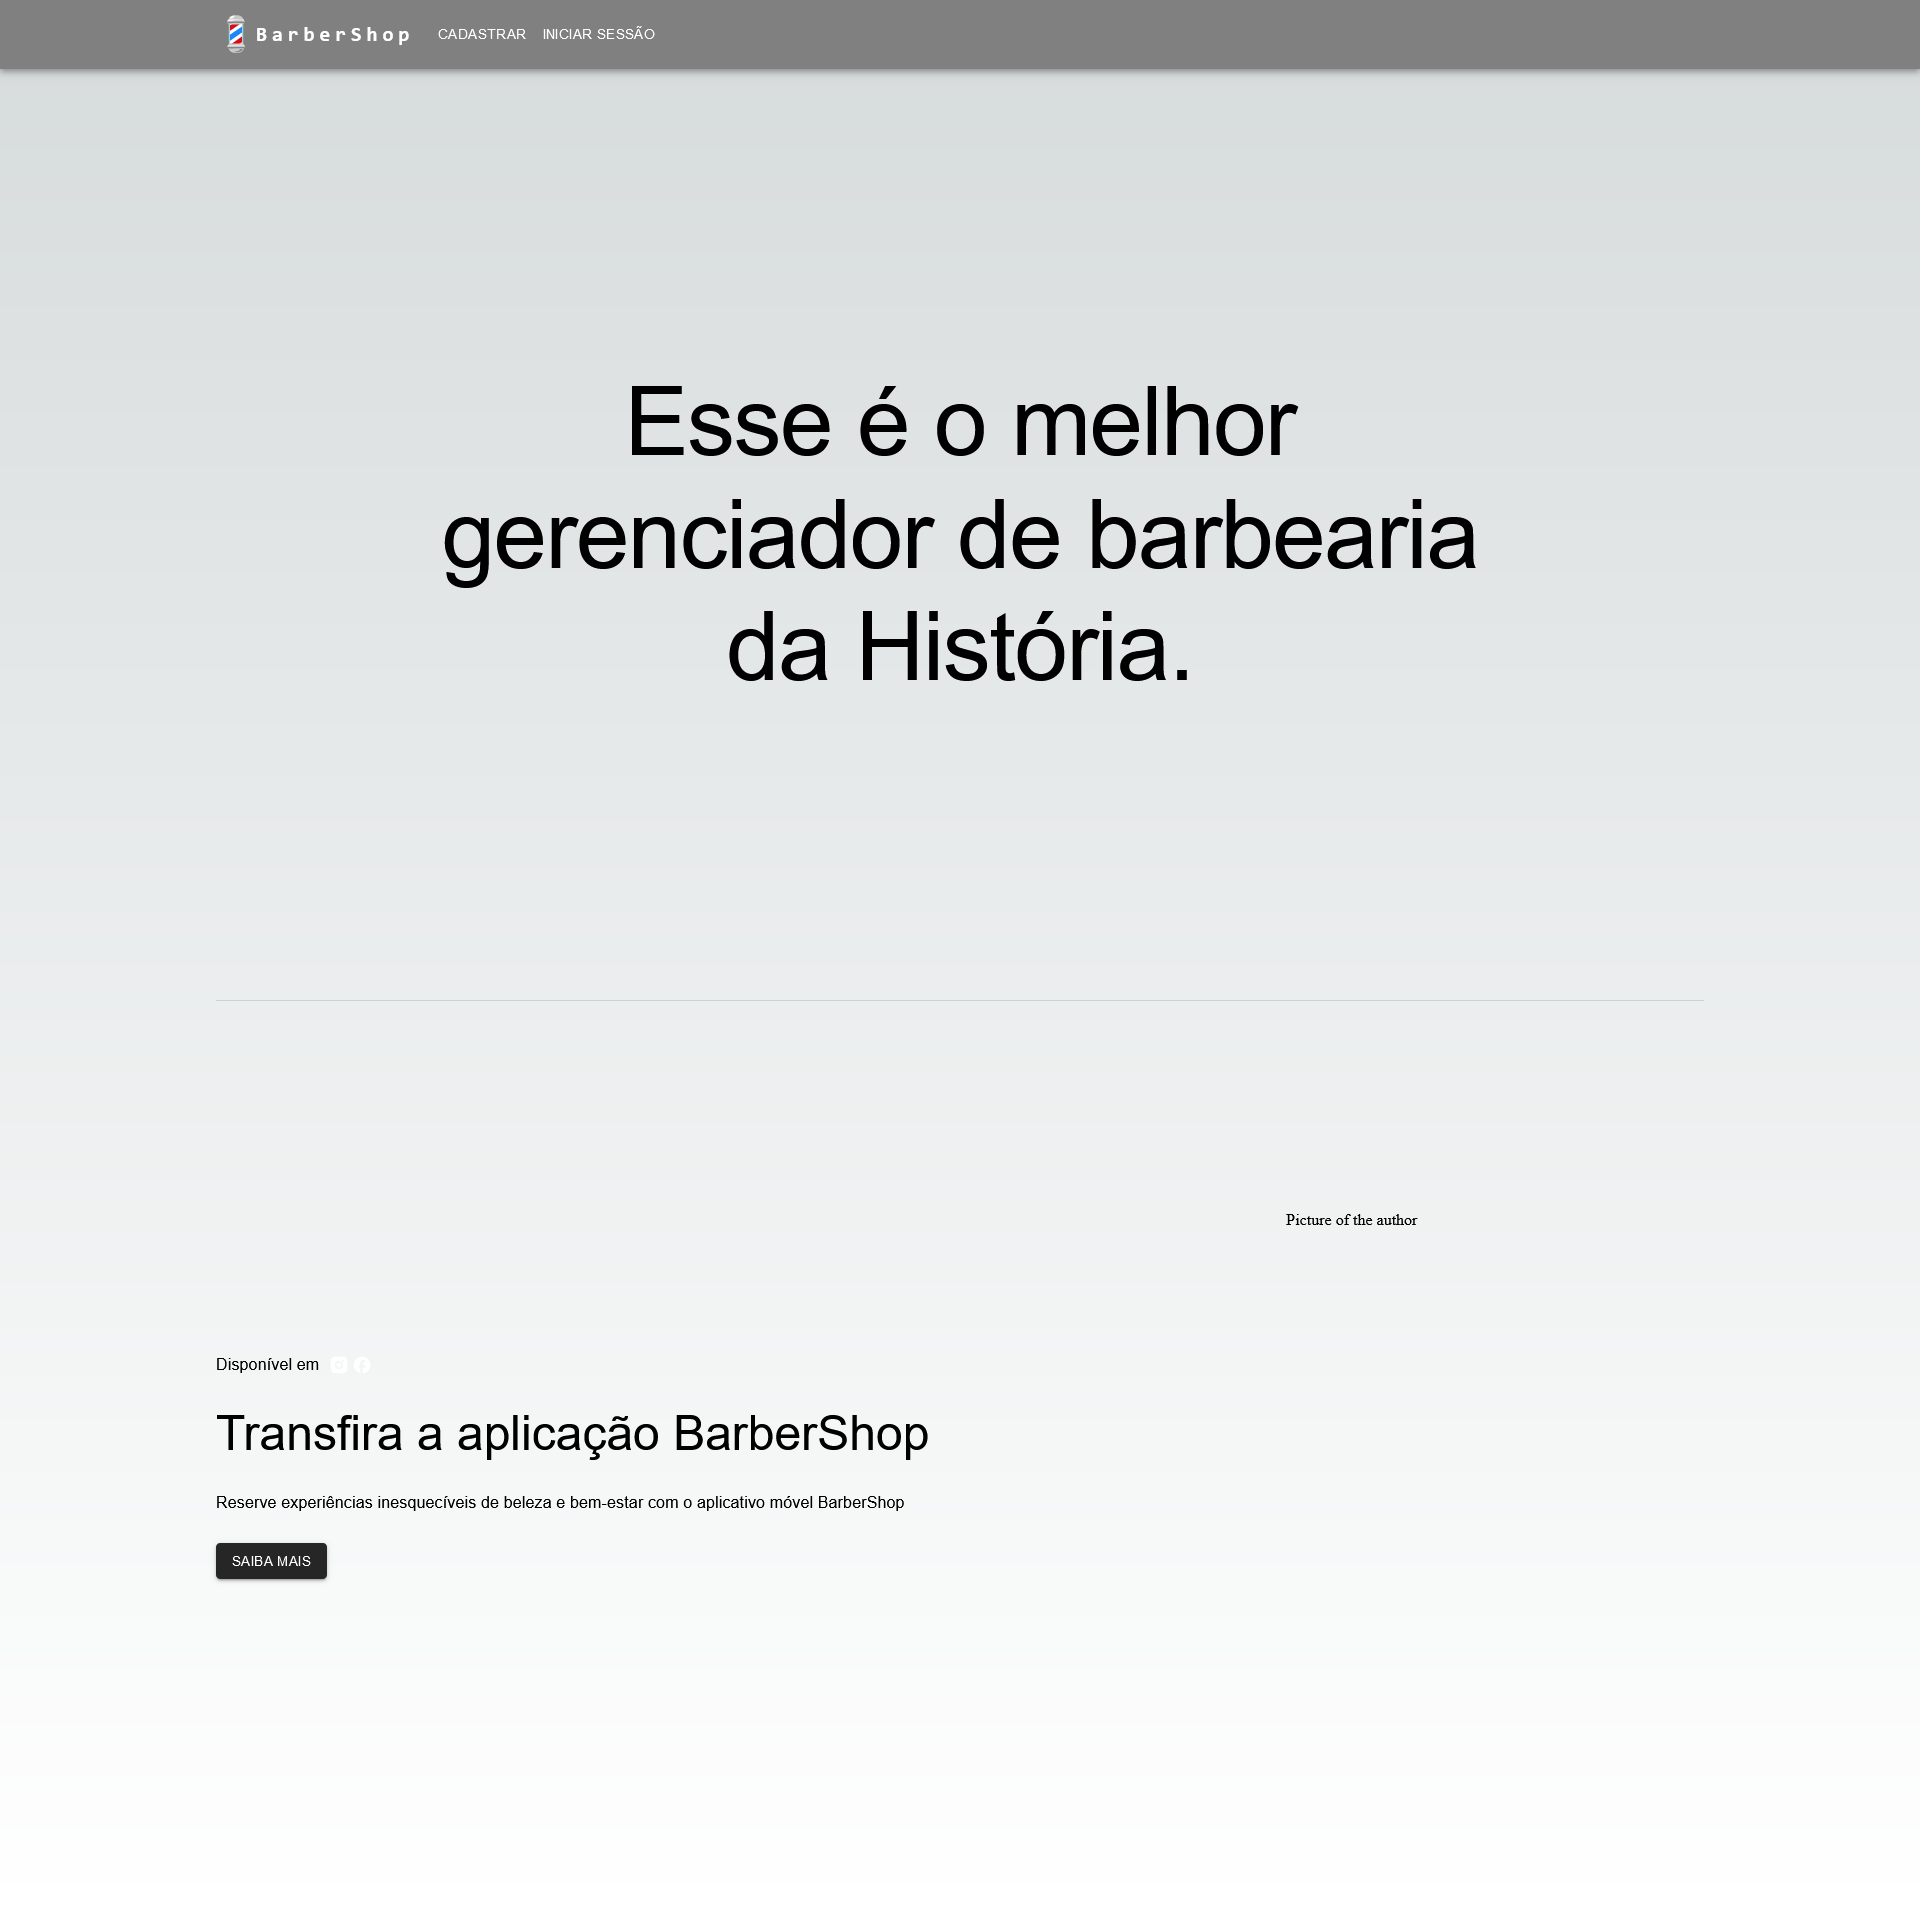 BarberShop
CADASTRAR
INICIAR SESSÃO
Esse é o melhor
gerenciador de barbearia
da História.
Picture of the author
Disponível em
Transfira a aplicação BarberShop
Reserve experiências inesquecíveis de beleza e bem-estar com o aplicativo móvel BarberShop
SAIBA MAIS